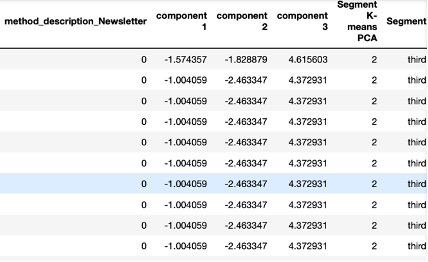 method_description_Newsletter component 1 component 2 component 3 Segment K-means PCA Segment
0 -1.574357 -1.828879 4.615603 2 third
0 -1.004059 -2.463347 4.372931 2 third
0 -1.004059 -2.463347 4.372931 2 third
0 -1.004059 -2.463347 4.372931 2 third
0 -1.004059 -2.463347 4.372931 2 third
0 -1.004059 -2.463347 4.372931 2 third
0 -1.004059 -2.463347 4.372931 2 third
0 -1.004059 -2.463347 4.372931 2 third
0 -1.004059 -2.463347 4.372931 2 third
0 -1.004059 -2.463347 4.372931 2 third